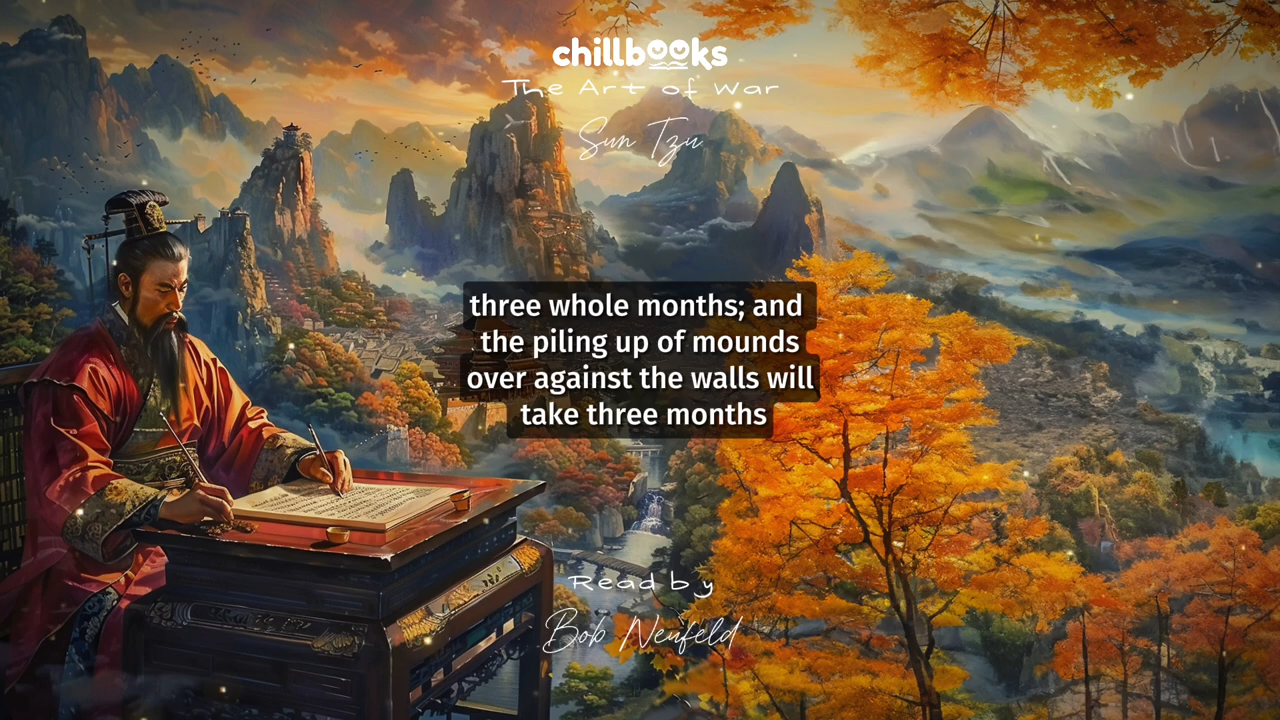 chillbooks
The Art of War
Sun Tzu
three whole months; and
the piling up of mounds
over against the walls will
take three months
Read by
Bob Neufeld